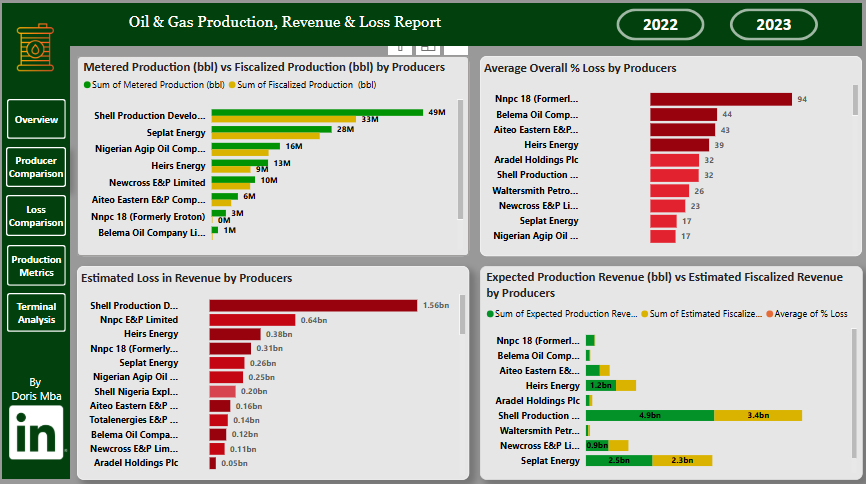 Oil & Gas Production, Revenue & Loss Report
2022
2023
Overview
Producer
Comparison
Loss
Comparison
Production
Metrics
Terminal
Analysis
By
Doris Mba
in
Metered Production (bbl) vs Fiscalized Production (bbl) by Producers
Sum of Metered Production (bbl) Sum of Fiscalized Production (bbl)
Shell Production Develo... 49M
33M
Seplat Energy 28M
Nigerian Agip Oil Comp... 16M
Heirs Energy 13M
9M
Newcross E&P Limited 10M
Aiteo Eastern E&P Comp... 6M
Nnpc 18 (Formerly Eroton) 3M
0M
Belema Oil Company Li... 1M
Average Overall % Loss by Producers
Nnpc 18 (Formerl... 94
Belema Oil Comp... 44
Aiteo Eastern E&P... 43
Heirs Energy 39
Aradel Holdings Plc 32
Shell Production ... 32
Waltersmith Petro... 26
Newcross E&P Li... 23
Seplat Energy 17
Nigerian Agip Oil ... 17
Estimated Loss in Revenue by Producers
Shell Production D... 1.56bn
Nnpc E&P Limited 0.64bn
Heirs Energy 0.38bn
Nnpc 18 (Formerly... 0.31bn
Seplat Energy 0.26bn
Nigerian Agip Oil ... 0.25bn
Shell Nigeria Expl... 0.20bn
Aiteo Eastern E&P ... 0.16bn
Totalenergies E&P ... 0.14bn
Belema Oil Compa... 0.12bn
Newcross E&P Lim... 0.11bn
Aradel Holdings Plc 0.05bn
Expected Production Revenue (bbl) vs Estimated Fiscalized Revenue
by Producers
Sum of Expected Production Reve... Sum of Estimated Fiscalize... Average of % Loss
Nnpc 18 (Formerl...
Belema Oil Comp...
Aiteo Eastern E&...
Heirs Energy 1.2bn
Aradel Holdings Plc
Shell Production ... 4.9bn 3.4bn
Waltersmith Petr...
Newcross E&P Li... 0.9bn
Seplat Energy 2.5bn 2.3bn